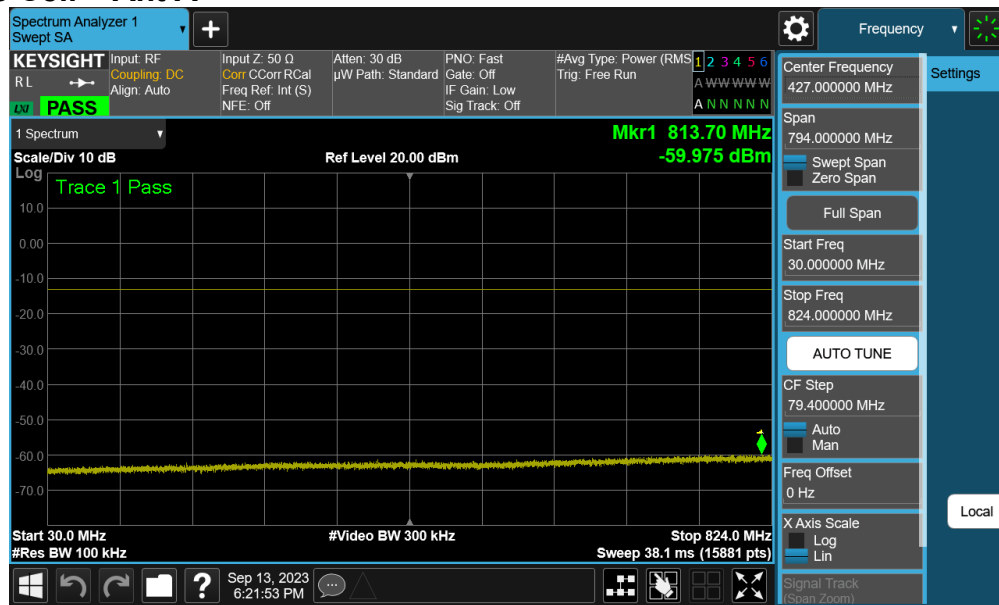 Spectrum Analyzer 1
Swept SA
+
Frequency
KEYSIGHT
RL
LXI PASS
Input: RF
Coupling: DC
Align: Auto
Input Z: 50 Ω
Corr CCorr RCal
Freq Ref: Int (S)
NFE: Off
Atten: 30 dB
µW Path: Standard
PNO: Fast
Gate: Off
IF Gain: Low
Sig Track: Off
#Avg Type: Power (RMS
Trig: Free Run
1 2 3 4 5 6
A W W W W W
A N N N N N
1 Spectrum
Mkr1 813.70 MHz
-59.975 dBm
Scale/Div 10 dB
Ref Level 20.00 dBm
Log
Trace 1 Pass
10.0
0.00
-10.0
-20.0
-30.0
-40.0
-50.0
-60.0
-70.0
1
Start 30.0 MHz
#Video BW 300 kHz
Stop 824.0 MHz
#Res BW 100 kHz
Sweep 38.1 ms (15881 pts)
?
Sep 13, 2023
6:21:53 PM
Center Frequency
427.000000 MHz
Span
794.000000 MHz
Swept Span
Zero Span
Full Span
Start Freq
30.000000 MHz
Stop Freq
824.000000 MHz
AUTO TUNE
CF Step
79.400000 MHz
Auto
Man
Freq Offset
0 Hz
X Axis Scale
Log
Lin
Signal Track
(Span Zoom)
Settings
Local